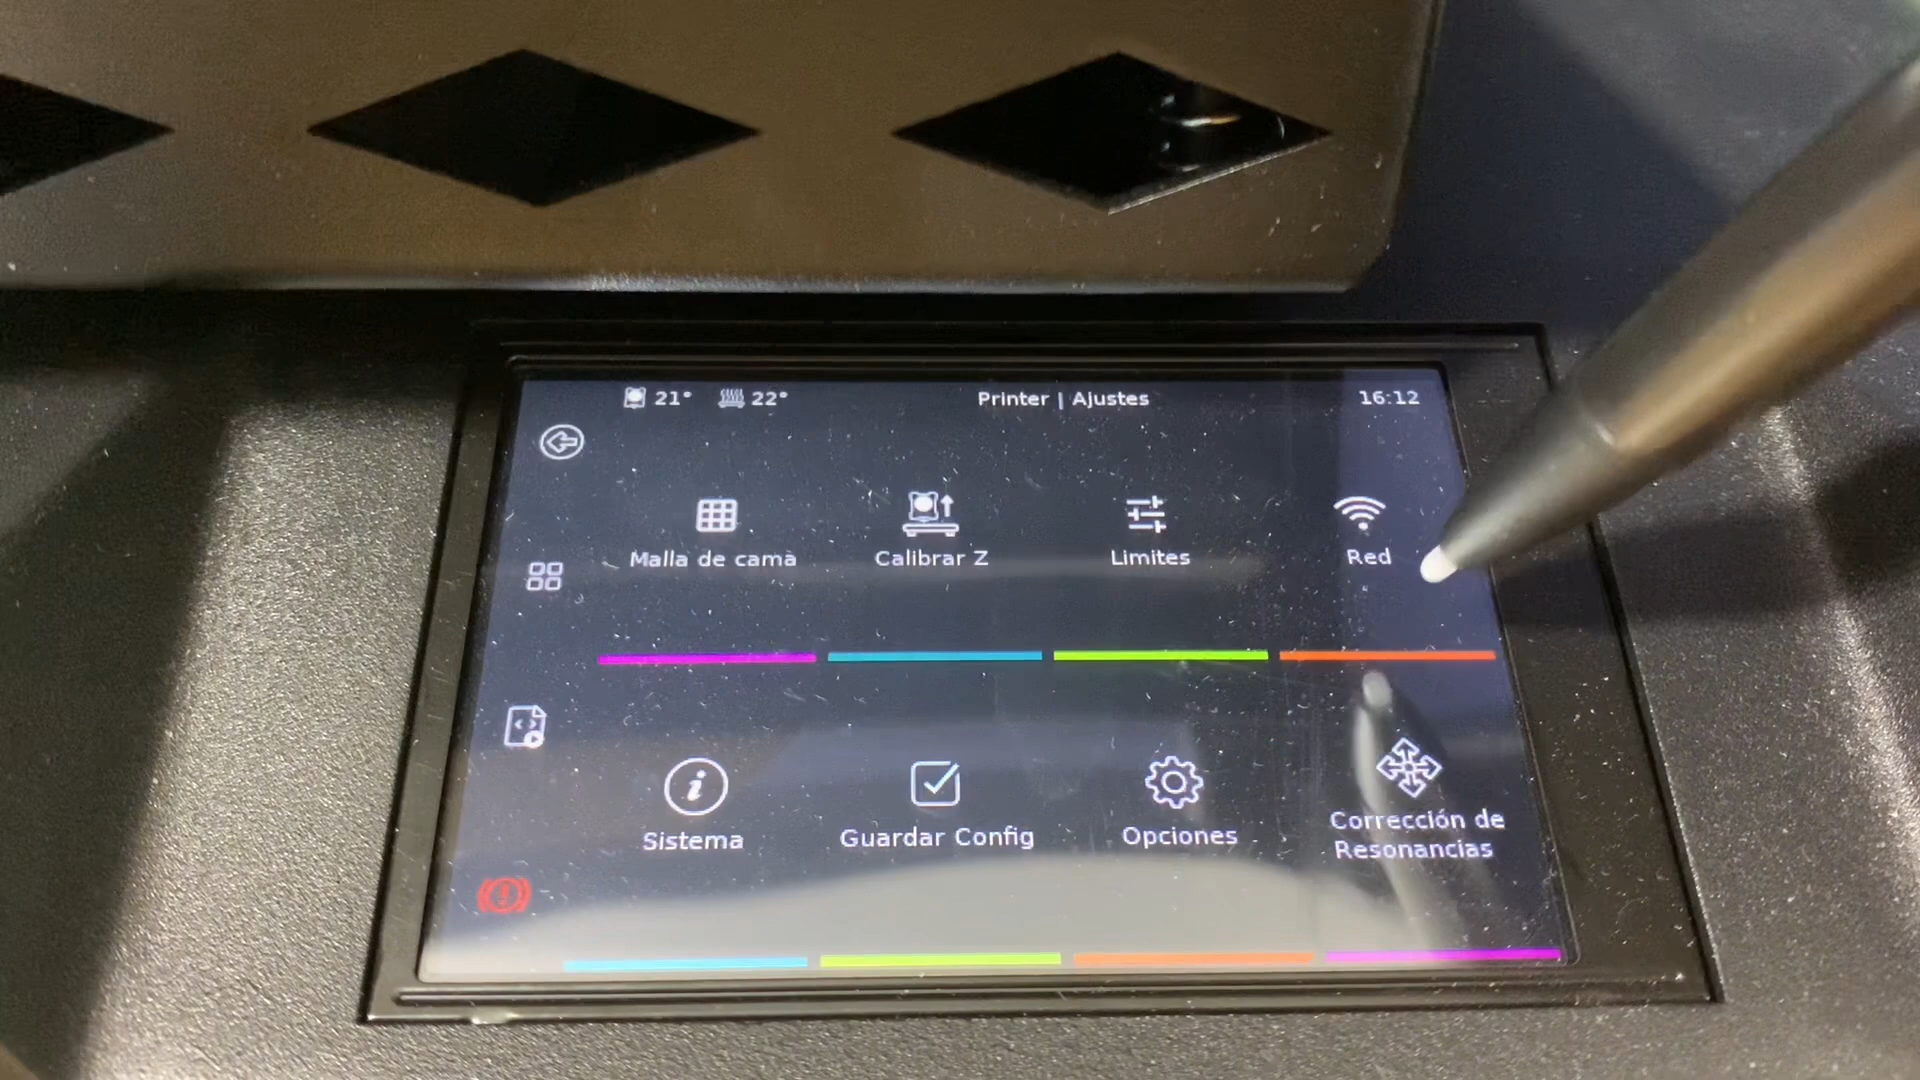 21° 22° Printer | Ajustes 16:12
Malla de cama Calibrar Z Limites Red
Sistema Guardar Config Opciones Corrección de
Resonancias